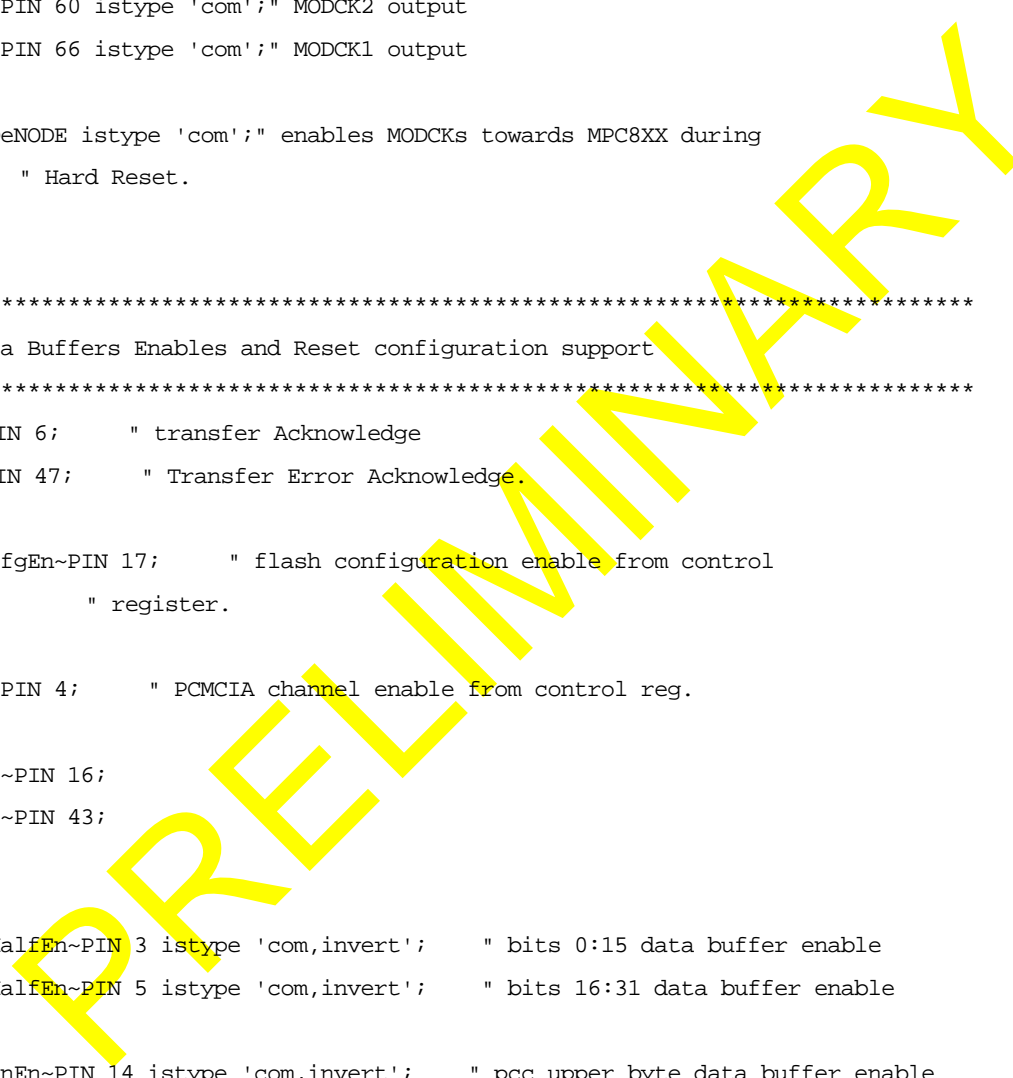 PIN 60 istype 'com';" MODCK2 output
PIN 66 istype 'com';" MODCK1 output
eNODE istype 'com';" enables MODCKs towards MPC8XX during
" Hard Reset.
************************************************************************
a Buffers Enables and Reset configuration support
************************************************************************
IN 6; " transfer Acknowledge
IN 47; " Transfer Error Acknowledge.
fgEn~PIN 17; " flash configuration enable from control
" register.
PIN 4; " PCMCIA channel enable from control reg.
~PIN 16;
~PIN 43;
alfEn~PIN 3 istype 'com,invert'; " bits 0:15 data buffer enable
alfEn~PIN 5 istype 'com,invert'; " bits 16:31 data buffer enable
nEn~PIN 14 istype 'com,invert'; " pcc upper byte data buffer enable
PRELIMINARY